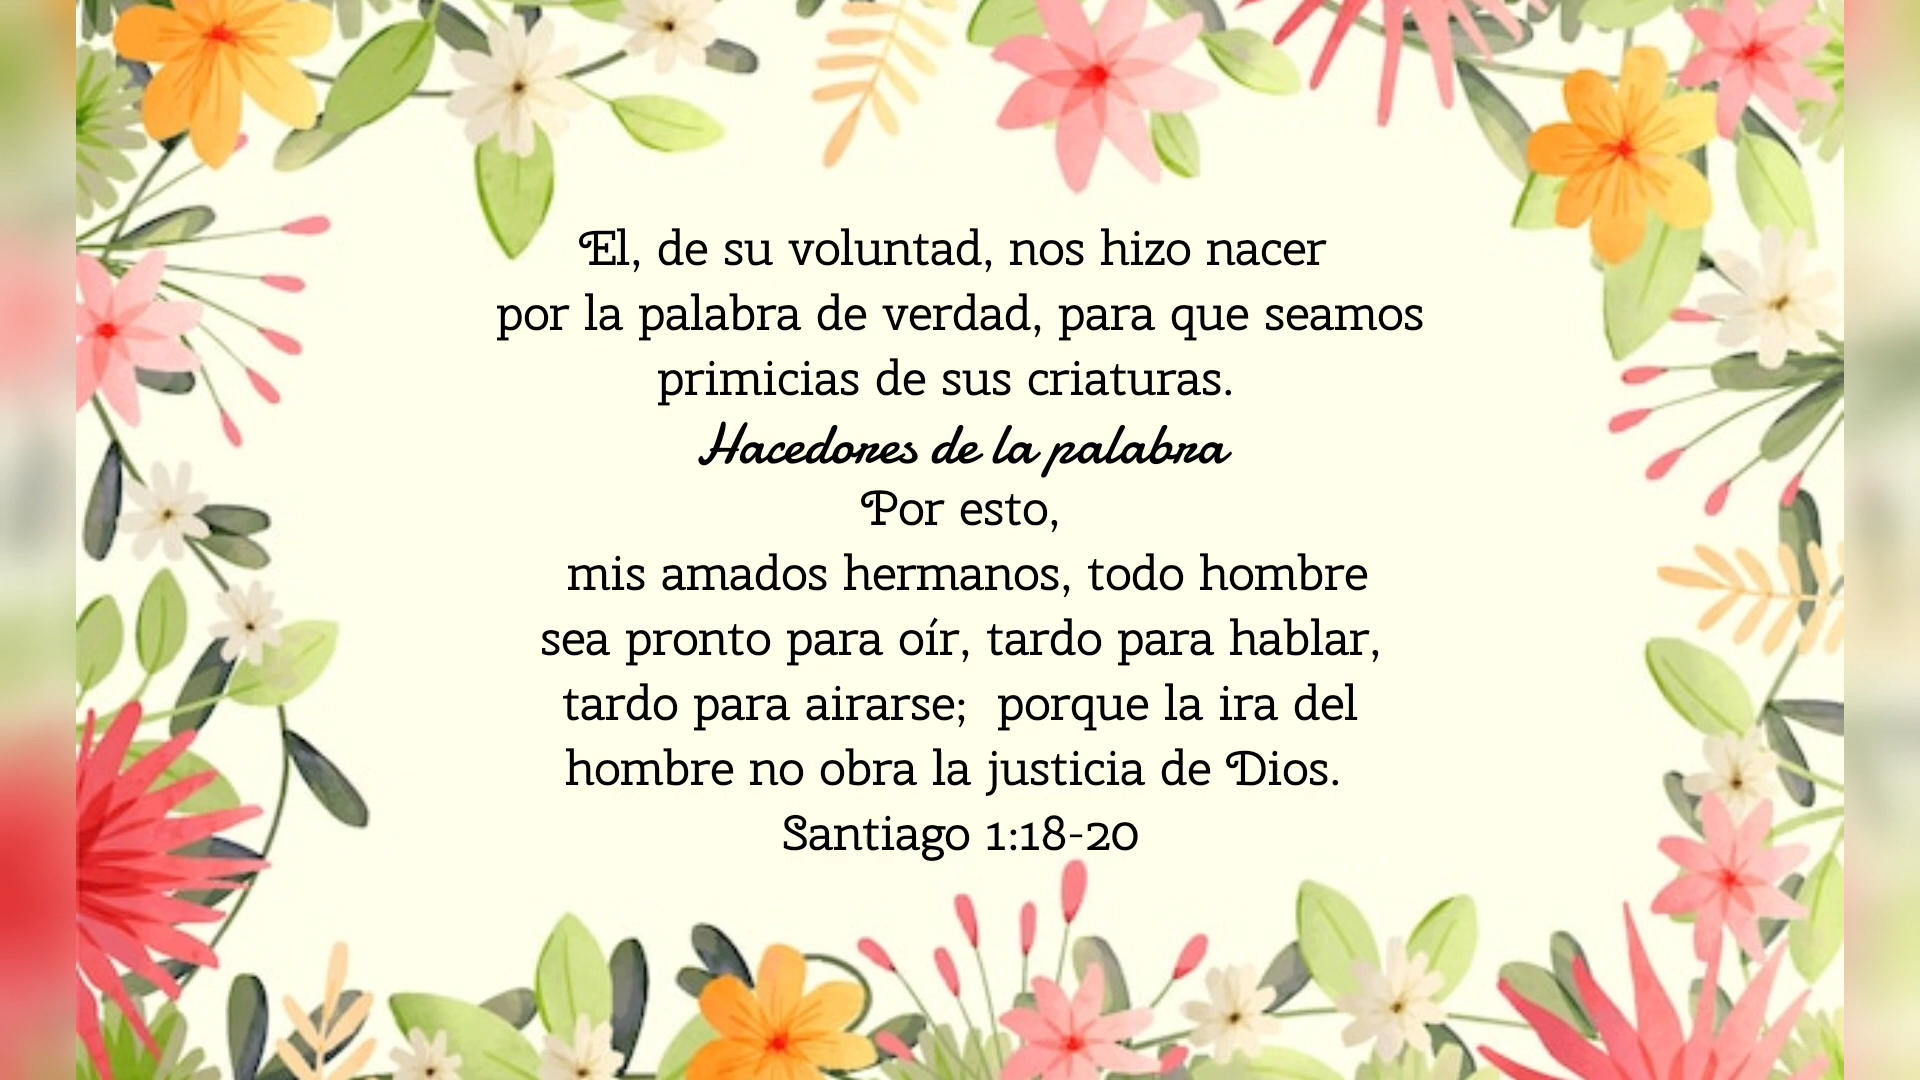 El, de su voluntad, nos hizo nacer
por la palabra de verdad, para que seamos
primicias de sus criaturas.
Hacedores de la palabra
Por esto,
mis amados hermanos, todo hombre
sea pronto para oír, tardo para hablar,
tardo para airarse;  porque la ira del
hombre no obra la justicia de Dios.
Santiago 1:18-20